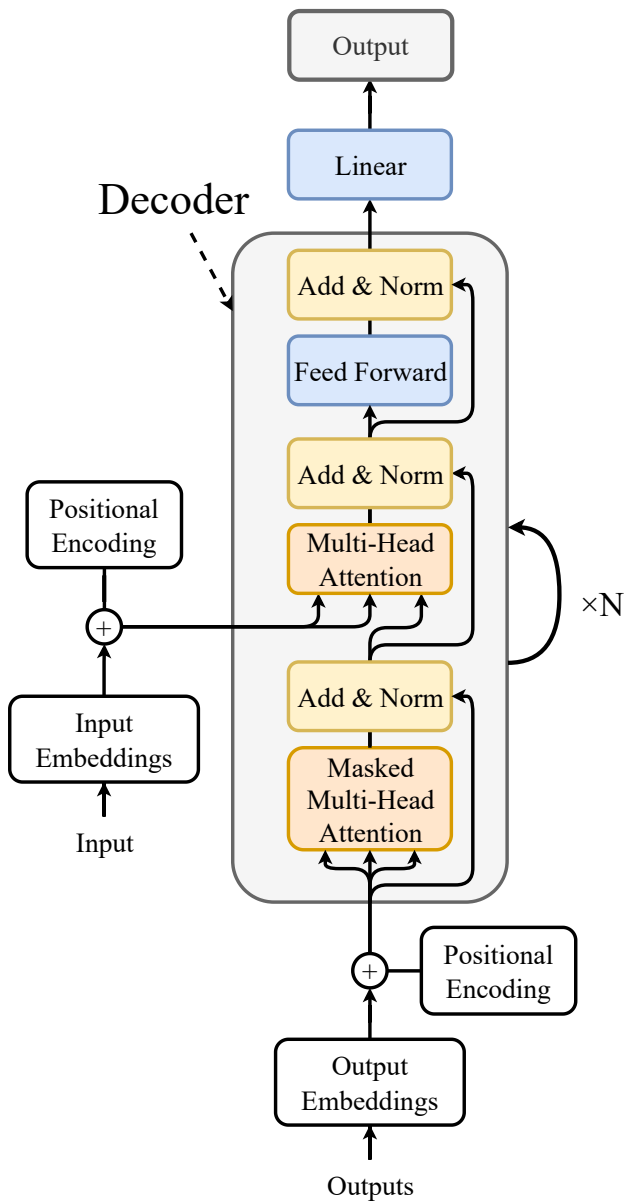 Output
Linear
Decoder
Add & Norm
Feed Forward
Add & Norm
Positional
Encoding
Multi-Head
Attention
×N
+
Add & Norm
Input
Embeddings
Masked
Multi-Head
Attention
Input
Positional
Encoding
+
Output
Embeddings
Outputs